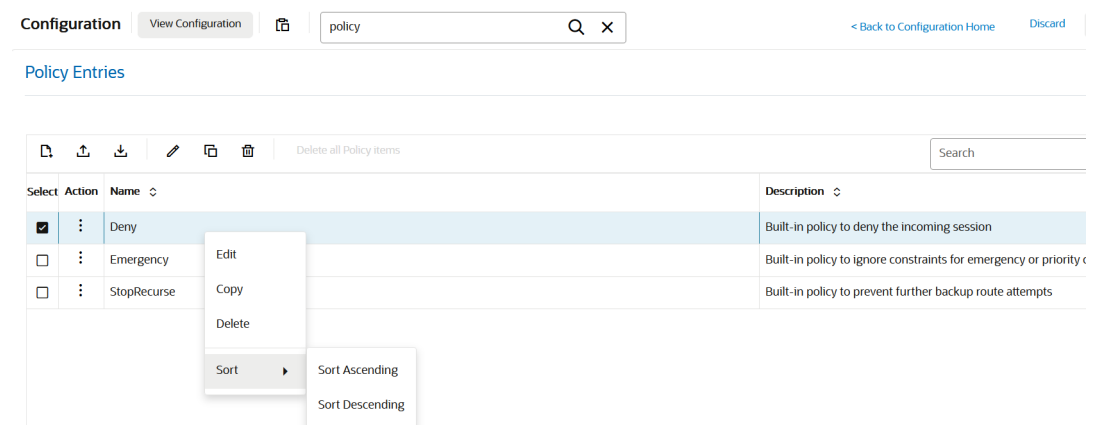 Configuration View Configuration policy < Back to Configuration Home Discard
Policy Entries
Delete all Policy items Search
Select Action Name Description
Deny Built-in policy to deny the incoming session
Emergency Built-in policy to ignore constraints for emergency or priority
StopRecurse Built-in policy to prevent further backup route attempts
Edit
Copy
Delete
Sort
Sort Ascending
Sort Descending